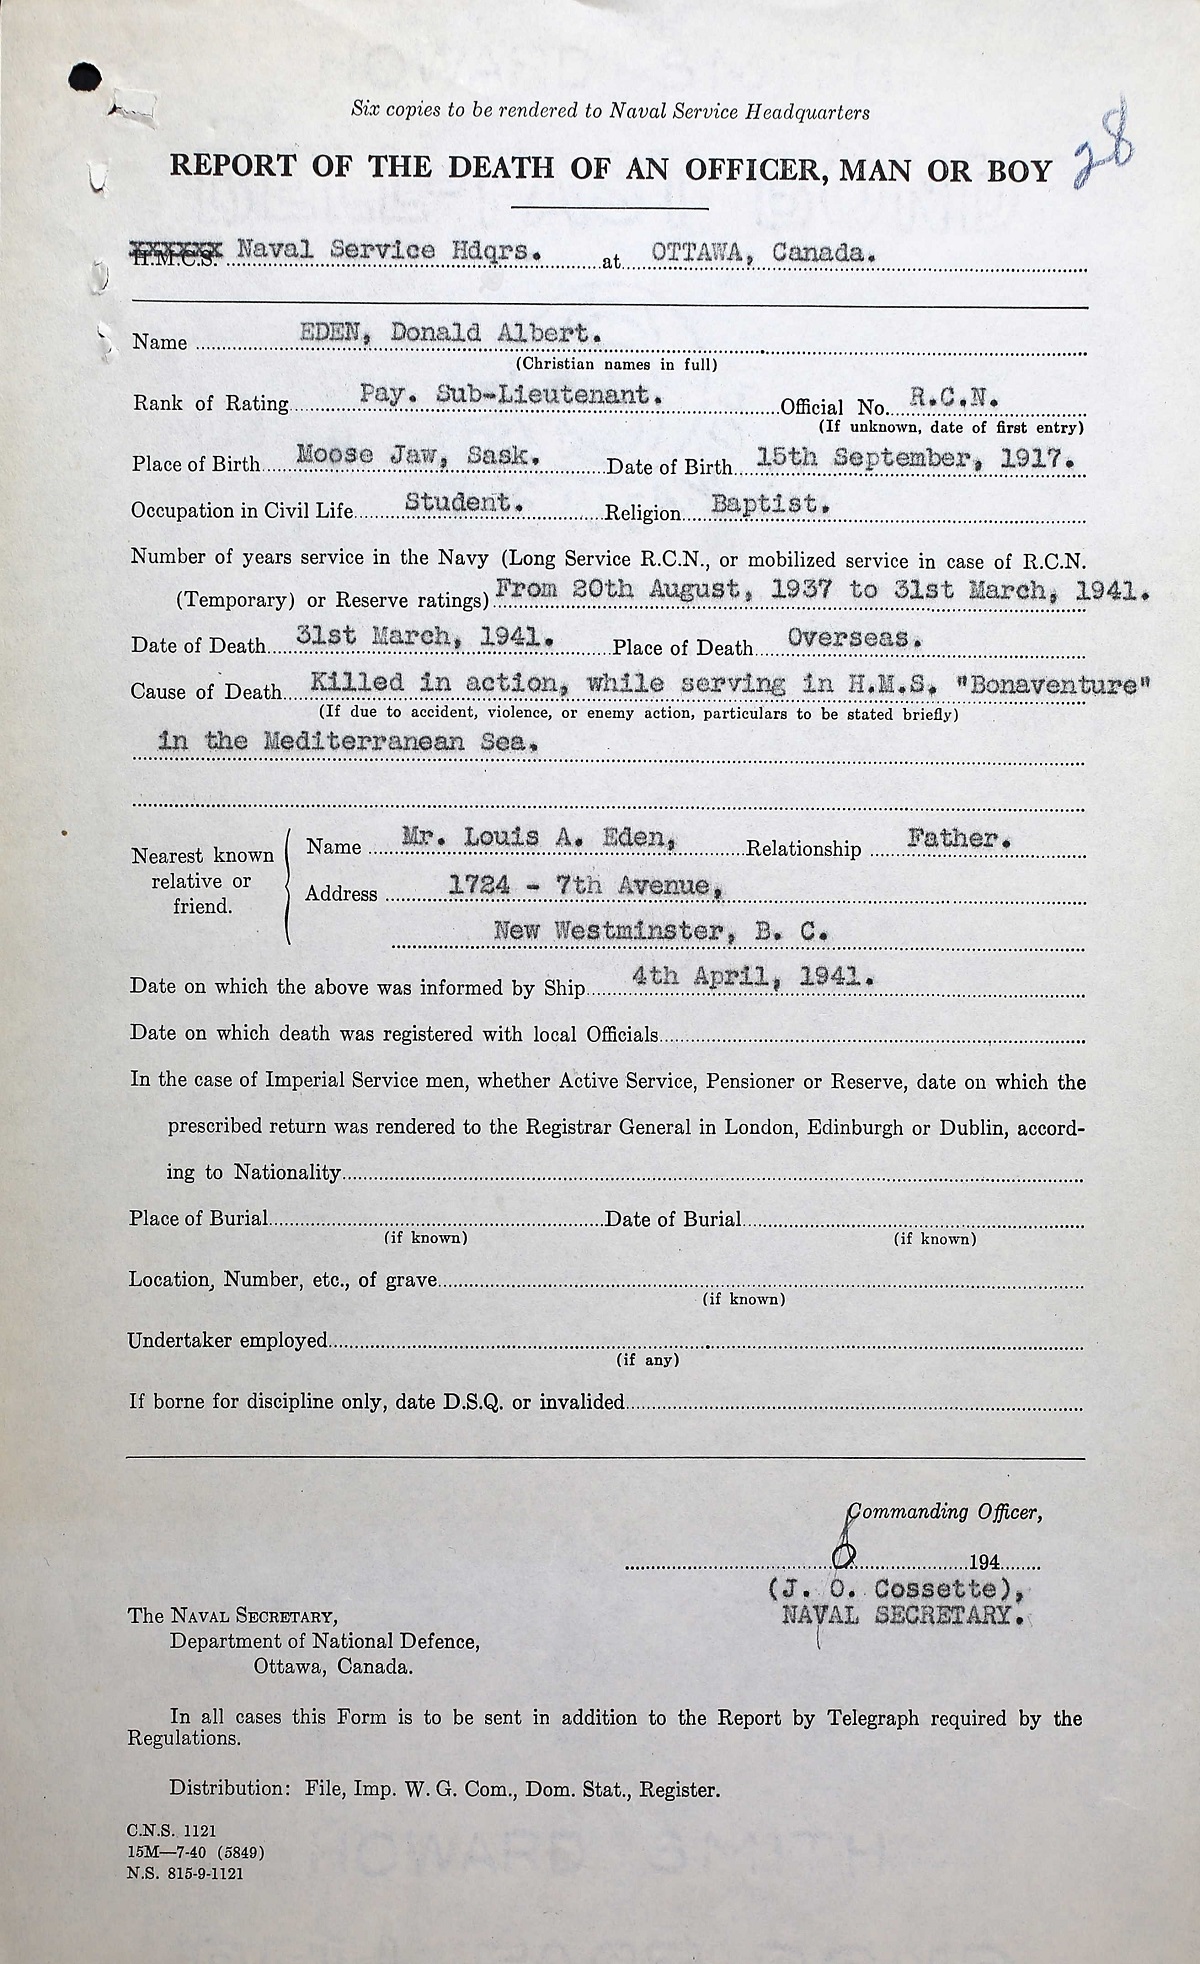 Six copies to be rendered to Naval Service Headquarters
28
REPORT OF THE DEATH OF AN OFFICER, MAN OR BOY
H.M.C.S. Naval Service Hdqrs. at OTTAWA, Canada.
Name EDEN, Donald Albert.
(Christian names in full)
Rank of Rating Pay. Sub-Lieutenant. Official No. R.C.N.
(If unknown, date of first entry)
Place of Birth Moose Jaw, Sask. Date of Birth 15th September, 1917.
Occupation in Civil Life Student. Religion Baptist.
Number of years service in the Navy (Long Service R.C.N., or mobilized service in case of R.C.N.
(Temporary) or Reserve ratings) From 20th August, 1937 to 31st March, 1941.
Date of Death 31st March, 1941. Place of Death Overseas.
Cause of Death Killed in action, while serving in H.M.S. "Bonaventure"
(If due to accident, violence, or enemy action, particulars to be stated briefly)
in the Mediterranean Sea.
Nearest known relative or friend.
Name Mr. Louis A. Eden, Relationship Father.
Address 1724 - 7th Avenue,
New Westminster, B. C.
Date on which the above was informed by Ship 4th April, 1941.
Date on which death was registered with local Officials
In the case of Imperial Service men, whether Active Service, Pensioner or Reserve, date on which the
prescribed return was rendered to the Registrar General in London, Edinburgh or Dublin, accord-
ing to Nationality
Place of Burial Date of Burial
(if known) (if known)
Location, Number, etc., of grave
(if known)
Undertaker employed
(if any)
If borne for discipline only, date D.S.Q. or invalided
Commanding Officer,
194
(J. O. Cossette),
NAVAL SECRETARY.
The NAVAL SECRETARY,
Department of National Defence,
Ottawa, Canada.
In all cases this Form is to be sent in addition to the Report by Telegraph required by the
Regulations.
Distribution: File, Imp. W. G. Com., Dom. Stat., Register.
C.N.S. 1121
15M—7-40 (5849)
N.S. 815-9-1121